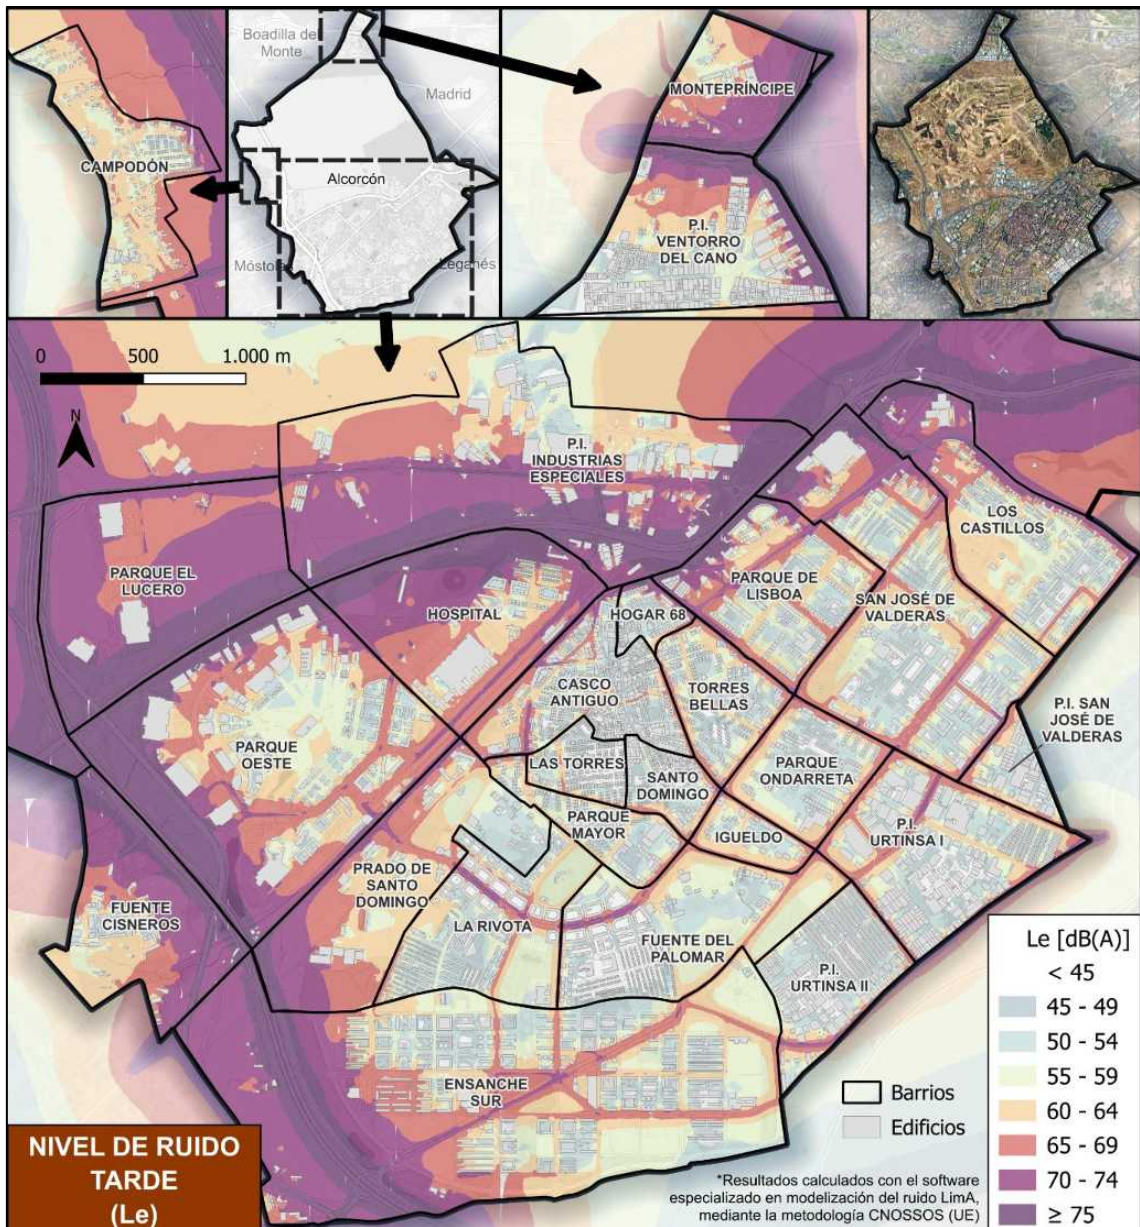 Boadilla de
Monte
Madrid
Alcorcón
Móstoles
Leganés
CAMPODÓN
MONTEPRÍNCIPE
P.I.
VENTORRO
DEL CANO
0 500 1.000 m
N
P.I.
INDUSTRIAS
ESPECIALES
LOS
CASTILLOS
PARQUE EL
LUCERO
HOSPITAL
HOGAR 68
PARQUE DE
LISBOA
SAN JOSÉ DE
VALDERAS
CASCO
ANTIGUO
TORRES
BELLAS
P.I. SAN
JOSÉ DE
VALDERAS
PARQUE
OESTE
LAS TORRES
SANTO
DOMINGO
PARQUE
ONDARRETA
PARQUE
MAYOR
IGUELDO
P.I.
URTINSA I
PRADO DE
SANTO
DOMINGO
FUENTE
CISNEROS
LA RIVOTA
FUENTE DEL
PALOMAR
P.I.
URTINSA II
ENSANCHE
SUR
Le [dB(A)]
< 45
45 - 49
50 - 54
55 - 59
60 - 64
65 - 69
70 - 74
≥ 75
Barrios
Edificios
NIVEL DE RUIDO
TARDE
(Le)
*Resultados calculados con el software
especializado en modelización del ruido LimA,
mediante la metodología CNOSSOS (UE)